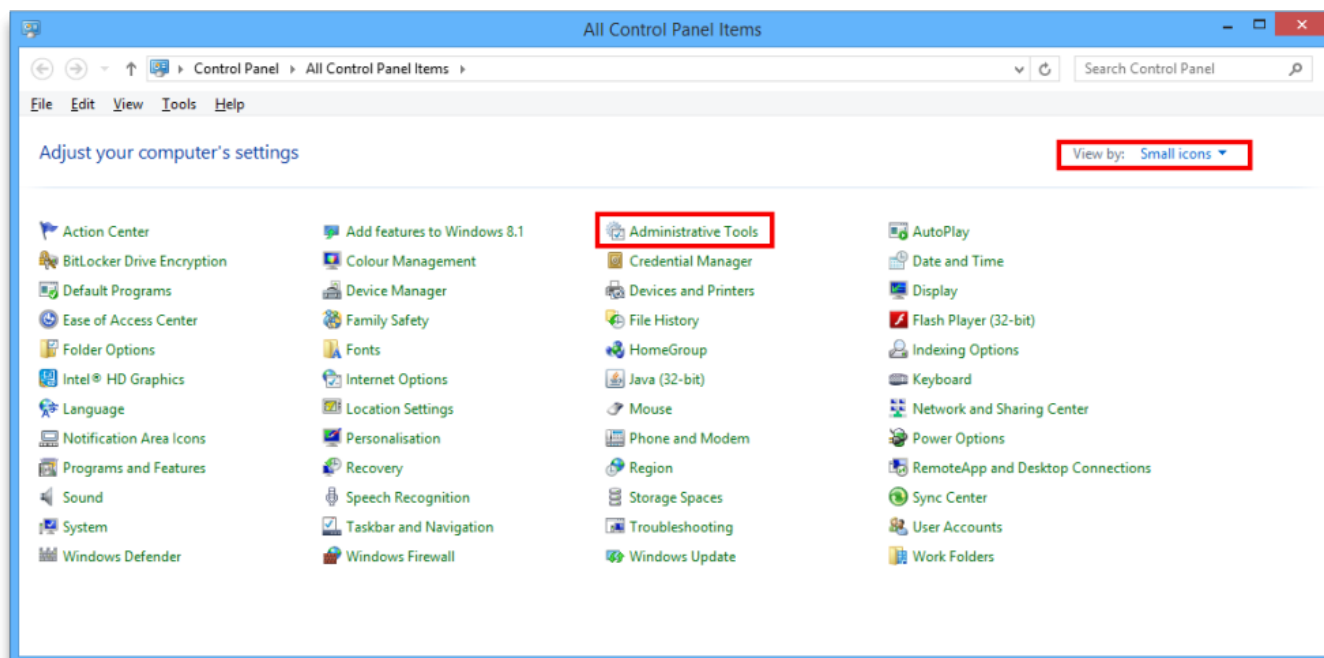 All Control Panel Items
Control Panel All Control Panel Items Search Control Panel
File Edit View Tools Help
Adjust your computer's settings View by: Small icons
Action Center Add features to Windows 8.1 Administrative Tools AutoPlay
BitLocker Drive Encryption Colour Management Credential Manager Date and Time
Default Programs Device Manager Devices and Printers Display
Ease of Access Center Family Safety File History Flash Player (32-bit)
Folder Options Fonts HomeGroup Indexing Options
Intel® HD Graphics Internet Options Java (32-bit) Keyboard
Language Location Settings Mouse Network and Sharing Center
Notification Area Icons Personalisation Phone and Modem Power Options
Programs and Features Recovery Region RemoteApp and Desktop Connections
Sound Speech Recognition Storage Spaces Sync Center
System Taskbar and Navigation Troubleshooting User Accounts
Windows Defender Windows Firewall Windows Update Work Folders